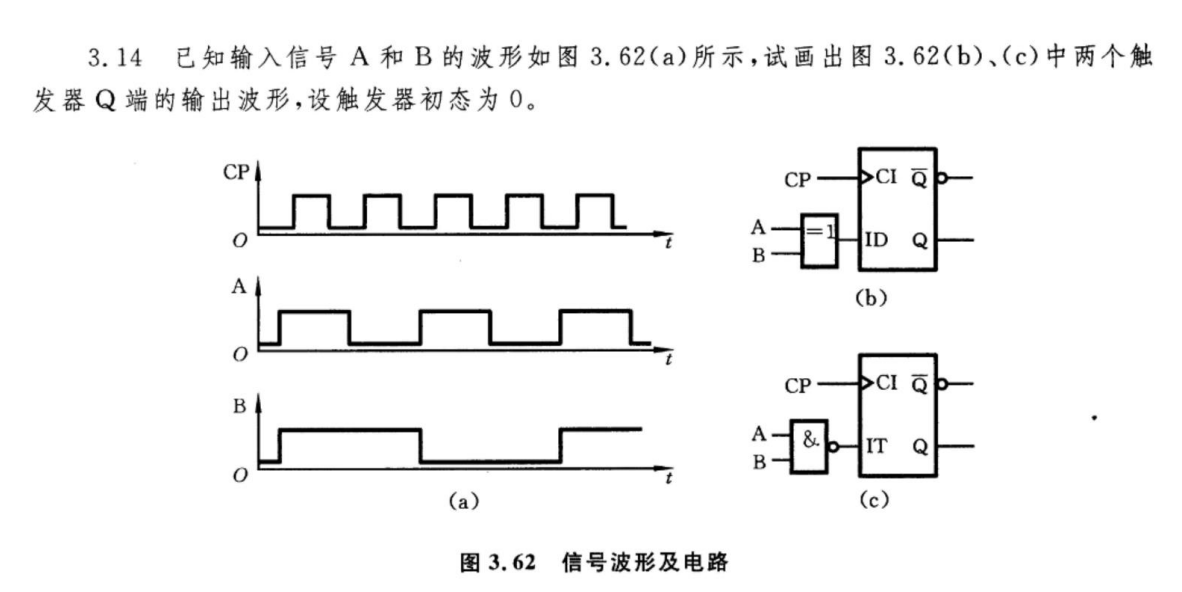 3.14 已知输入信号 A 和 B 的波形如图 3.62(a)所示,试画出图 3.62(b)、(c)中两个触
发器 Q 端的输出波形,设触发器初态为 0。
CP
O
t
A
O
t
B
O
t
(a)
CP
CI Q̅
A
=1
B
ID Q
(b)
CP
CI Q̅
A
&
B
IT Q
(c)
图 3.62 信号波形及电路